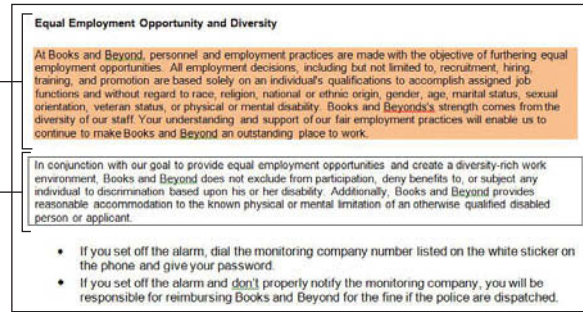 Equal Employment Opportunity and Diversity
At Books and Beyond, personnel and employment practices are made with the objective of furthering equal
employment opportunities. All employment decisions, including but not limited to, recruitment, hiring,
training, and promotion are based solely on an individual's qualifications to accomplish assigned job
functions and without regard to race, religion, national or ethnic origin, gender, age, marital status, sexual
orientation, veteran status, or physical or mental disability. Books and Beyonds's strength comes from the
diversity of our staff. Your understanding and support of our fair employment practices will enable us to
continue to make Books and Beyond an outstanding place to work.
In conjunction with our goal to provide equal employment opportunities and create a diversity-rich work
environment, Books and Beyond does not exclude from participation, deny benefits to, or subject any
individual to discrimination based upon his or her disability. Additionally, Books and Beyond provides
reasonable accommodation to the known physical or mental limitation of an otherwise qualified disabled
person or applicant.
• If you set off the alarm, dial the monitoring company number listed on the white sticker on
the phone and give your password.
• If you set off the alarm and don't properly notify the monitoring company, you will be
responsible for reimbursing Books and Beyond for the fine if the police are dispatched.